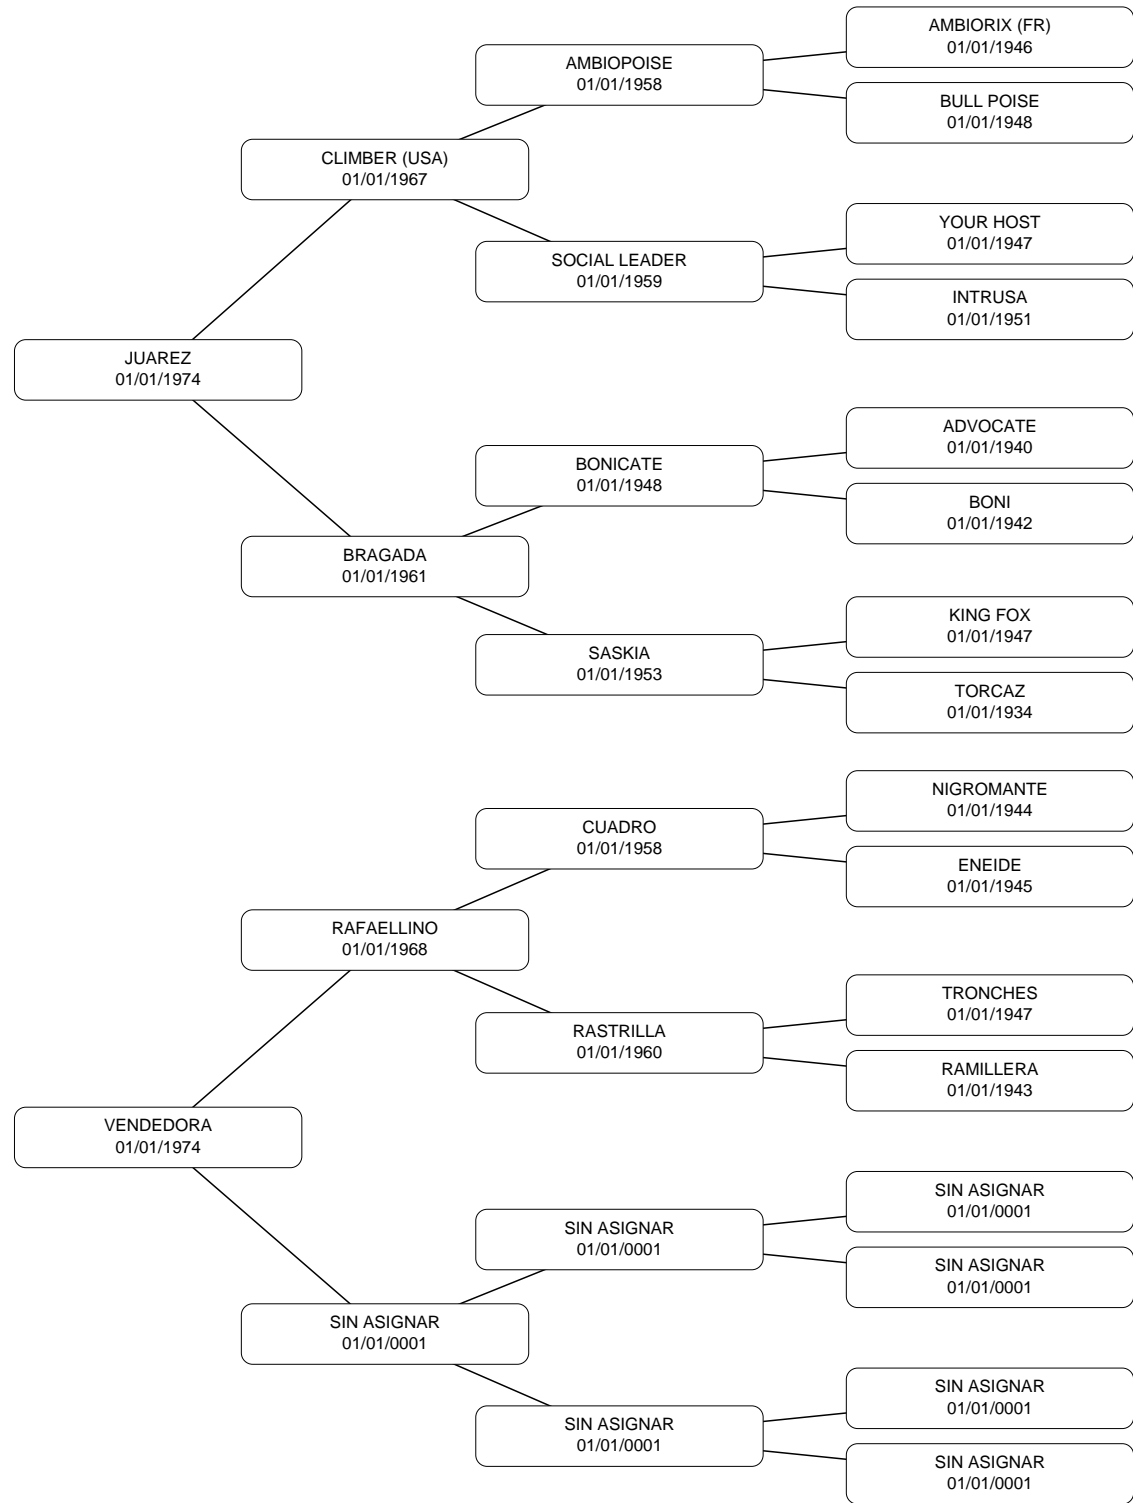 AMBIORIX (FR)
01/01/1946
AMBIOPOISE
01/01/1958
BULL POISE
01/01/1948
CLIMBER (USA)
01/01/1967
YOUR HOST
01/01/1947
SOCIAL LEADER
01/01/1959
INTRUSA
01/01/1951
JUAREZ
01/01/1974
ADVOCATE
01/01/1940
BONICATE
01/01/1948
BONI
01/01/1942
BRAGADA
01/01/1961
KING FOX
01/01/1947
SASKIA
01/01/1953
TORCAZ
01/01/1934
NIGROMANTE
01/01/1944
CUADRO
01/01/1958
ENEIDE
01/01/1945
RAFAELLINO
01/01/1968
TRONCHES
01/01/1947
RASTRILLA
01/01/1960
RAMILLERA
01/01/1943
VENDEDORA
01/01/1974
SIN ASIGNAR
01/01/0001
SIN ASIGNAR
01/01/0001
SIN ASIGNAR
01/01/0001
SIN ASIGNAR
01/01/0001
SIN ASIGNAR
01/01/0001
SIN ASIGNAR
01/01/0001
SIN ASIGNAR
01/01/0001